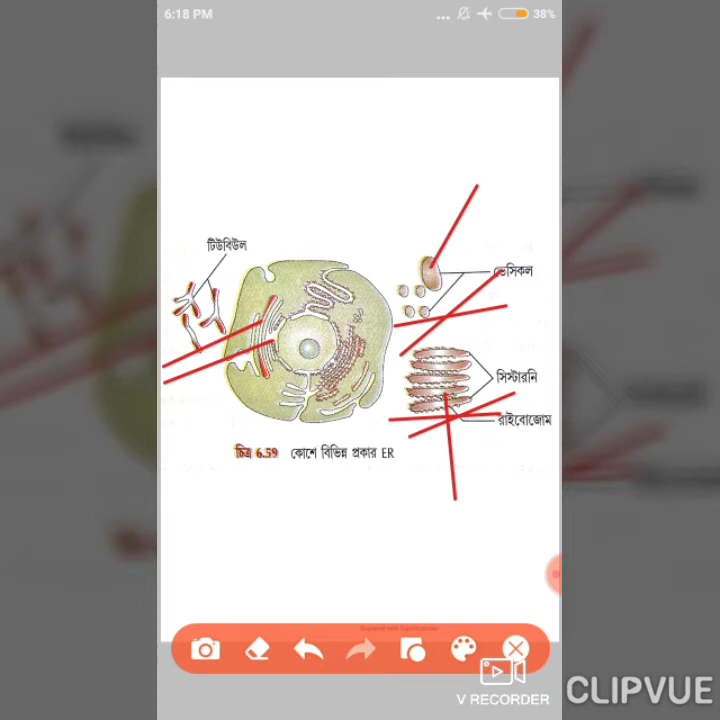 6:18 PM
38%
টিউবিউল
ভেসিকল
সিস্টারনি
রাইবোজোম
চিত্র 6.59 কোশে বিভিন্ন প্রকার ER
V RECORDER
CLIPVUE